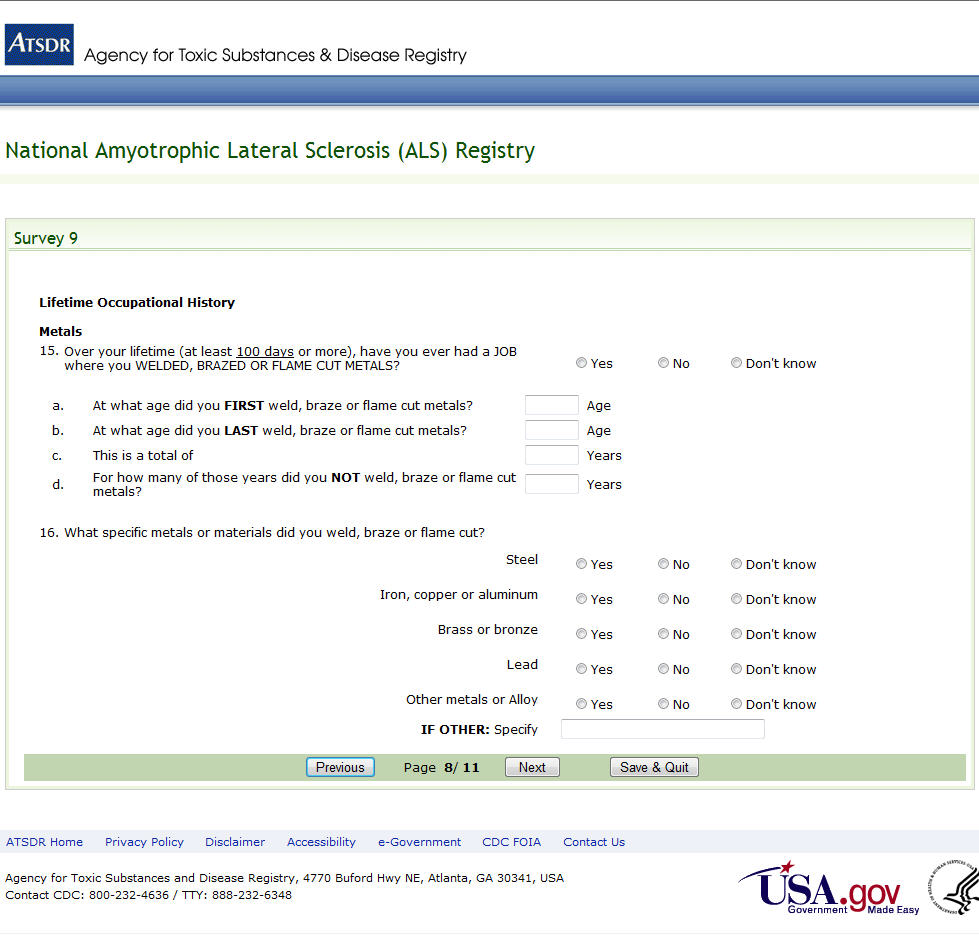 ATSDR
Agency for Toxic Substances & Disease Registry
National Amyotrophic Lateral Sclerosis (ALS) Registry
Survey 9
Lifetime Occupational History
Metals
15. Over your lifetime (at least 100 days or more), have you ever had a JOB
where you WELDED, BRAZED OR FLAME CUT METALS?
Yes No Don't know
a. At what age did you FIRST weld, braze or flame cut metals? Age
b. At what age did you LAST weld, braze or flame cut metals? Age
c. This is a total of Years
d. For how many of those years did you NOT weld, braze or flame cut
metals? Years
16. What specific metals or materials did you weld, braze or flame cut?
Steel Yes No Don't know
Iron, copper or aluminum Yes No Don't know
Brass or bronze Yes No Don't know
Lead Yes No Don't know
Other metals or Alloy Yes No Don't know
IF OTHER: Specify
Previous Page 8/ 11 Next Save & Quit
ATSDR Home Privacy Policy Disclaimer Accessibility e-Government CDC FOIA Contact Us
Agency for Toxic Substances and Disease Registry, 4770 Buford Hwy NE, Atlanta, GA 30341, USA
Contact CDC: 800-232-4636 / TTY: 888-232-6348
USA.gov
Government Made Easy